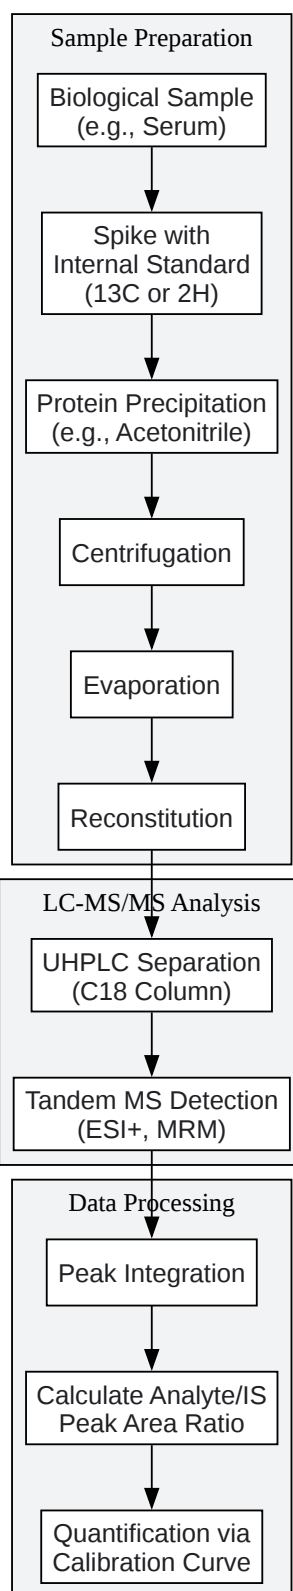 Sample Preparation
Biological Sample
(e.g., Serum)
Spike with
Internal Standard
(13C or 2H)
Protein Precipitation
(e.g., Acetonitrile)
Centrifugation
Evaporation
Reconstitution
LC-MS/MS Analysis
UHPLC Separation
(C18 Column)
Tandem MS Detection
(ESI+, MRM)
Data Processing
Peak Integration
Calculate Analyte/IS
Peak Area Ratio
Quantification via
Calibration Curve